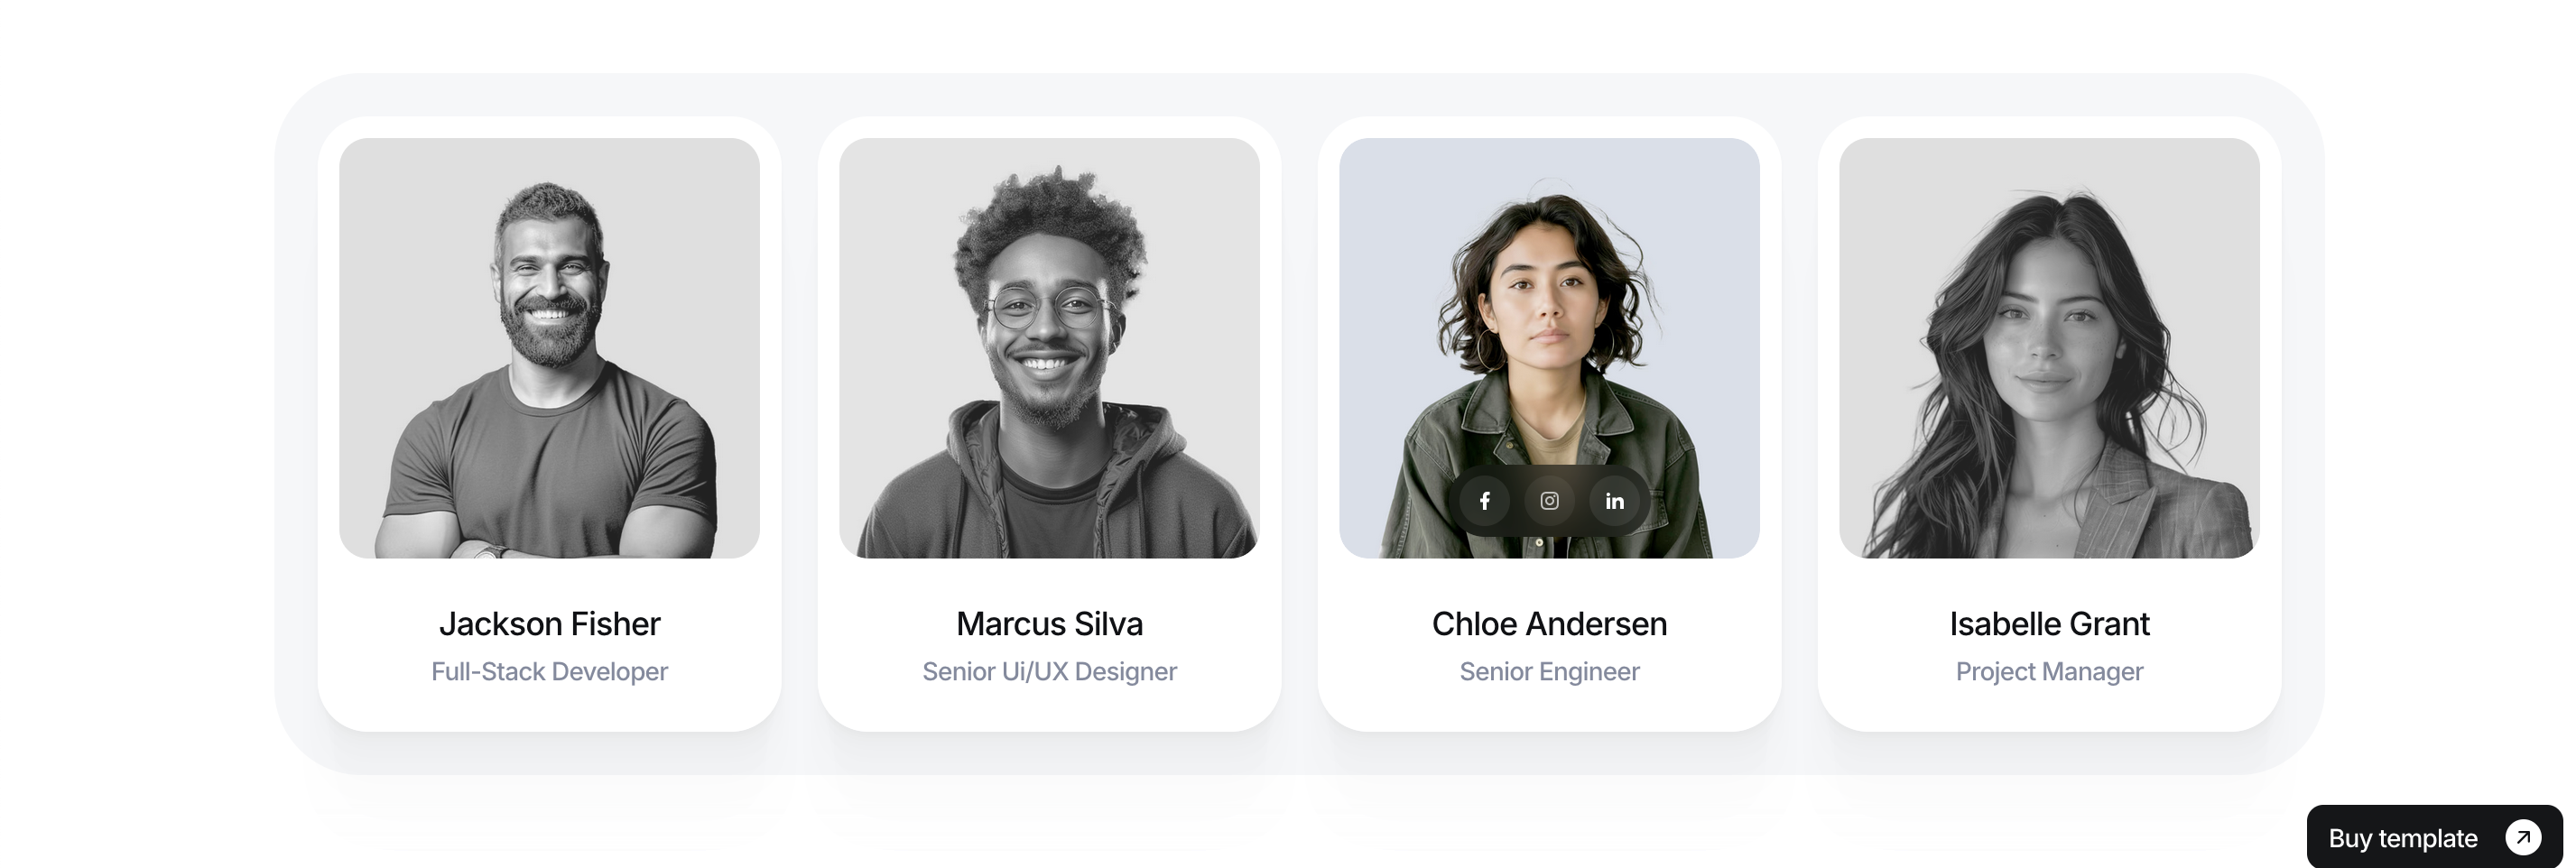 Jackson Fisher
Full-Stack Developer
Marcus Silva
Senior Ui/UX Designer
Chloe Andersen
Senior Engineer
Isabelle Grant
Project Manager
Buy template